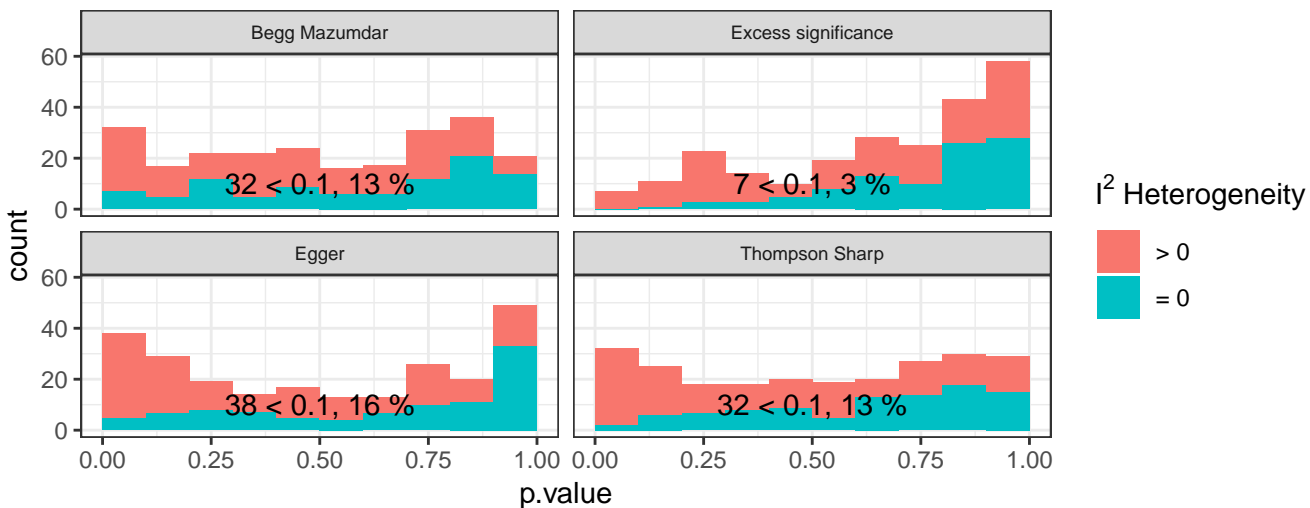 Begg Mazumdar
Excess significance
60
40
20
0
32 < 0.1, 13 %
7 < 0.1, 3 %
Egger
Thompson Sharp
60
40
20
0
38 < 0.1, 16 %
32 < 0.1, 13 %
0.00 0.25 0.50 0.75 1.00
0.00 0.25 0.50 0.75 1.00
p.value
count
I² Heterogeneity
> 0
= 0